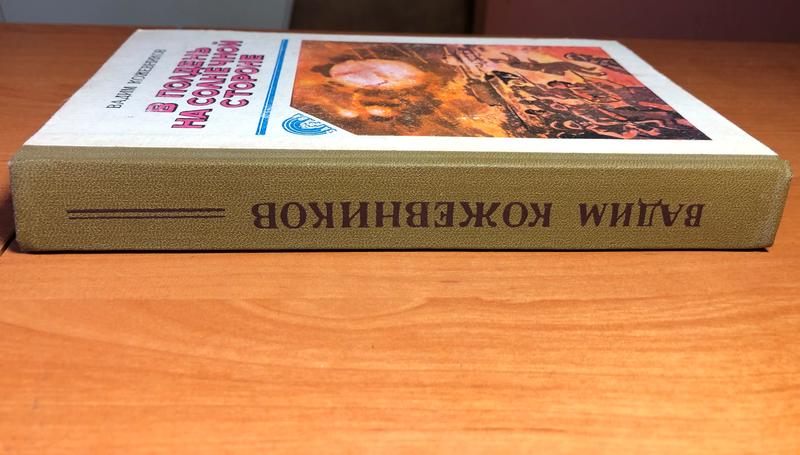 ВАДИМ КОЖЕВНИКОВ
В ПОЛДЕНЬ
НА СОЛНЕЧНОЙ
СТОРОНЕ
ВАДИМ КОЖЕВНИКОВ